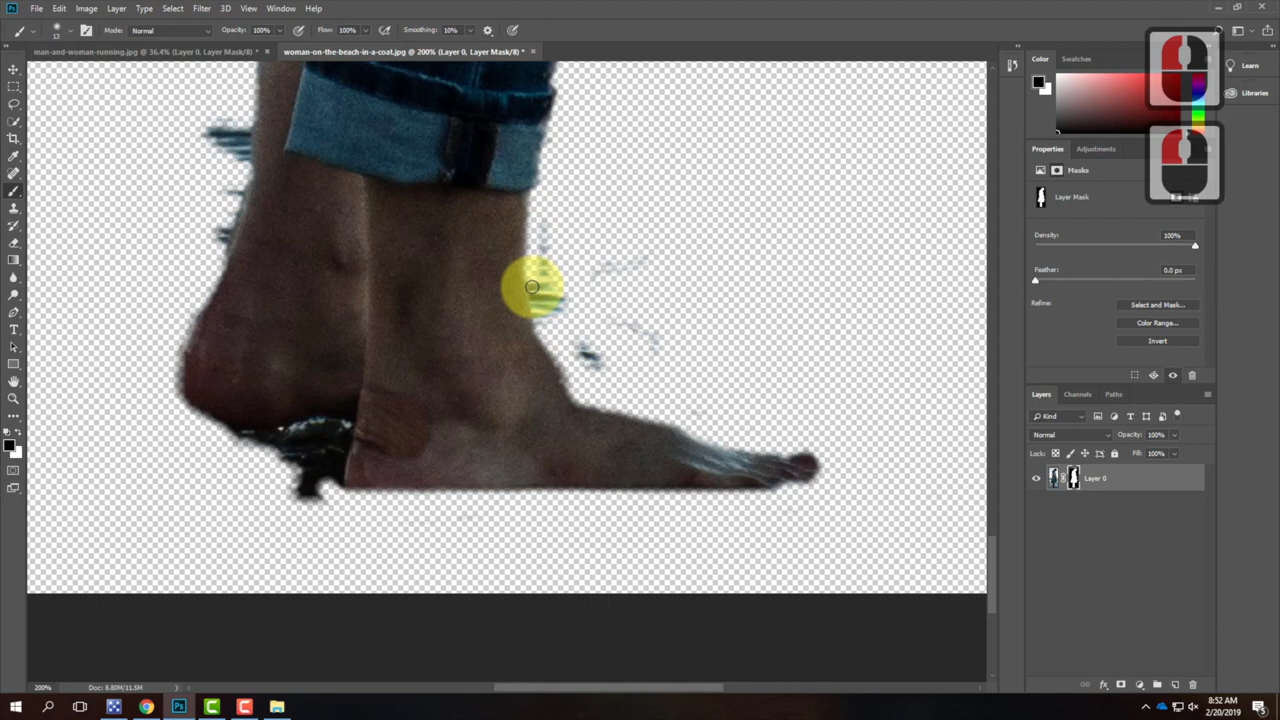 Ps File Edit Image Layer Type Select Filter 3D View Window Help
13 Mode: Normal Opacity: 100% Flow: 100% Smoothing: 10%
man-and-woman-running.jpg @ 36.4% (Layer 0, Layer Mask/8) * × woman-on-the-beach-in-a-coat.jpg @ 200% (Layer 0, Layer Mask/8) * ×
Color Swatches
Learn
Libraries
Properties Adjustments
Masks
Layer Mask
Density: 100%
Feather: 0.0 px
Refine: Select and Mask...
Color Range...
Invert
Layers Channels Paths
Kind
Normal Opacity: 100%
Lock: Fill: 100%
Layer 0
200% Doc: 8.80M/11.5M
8:52 AM
2/20/2019
5